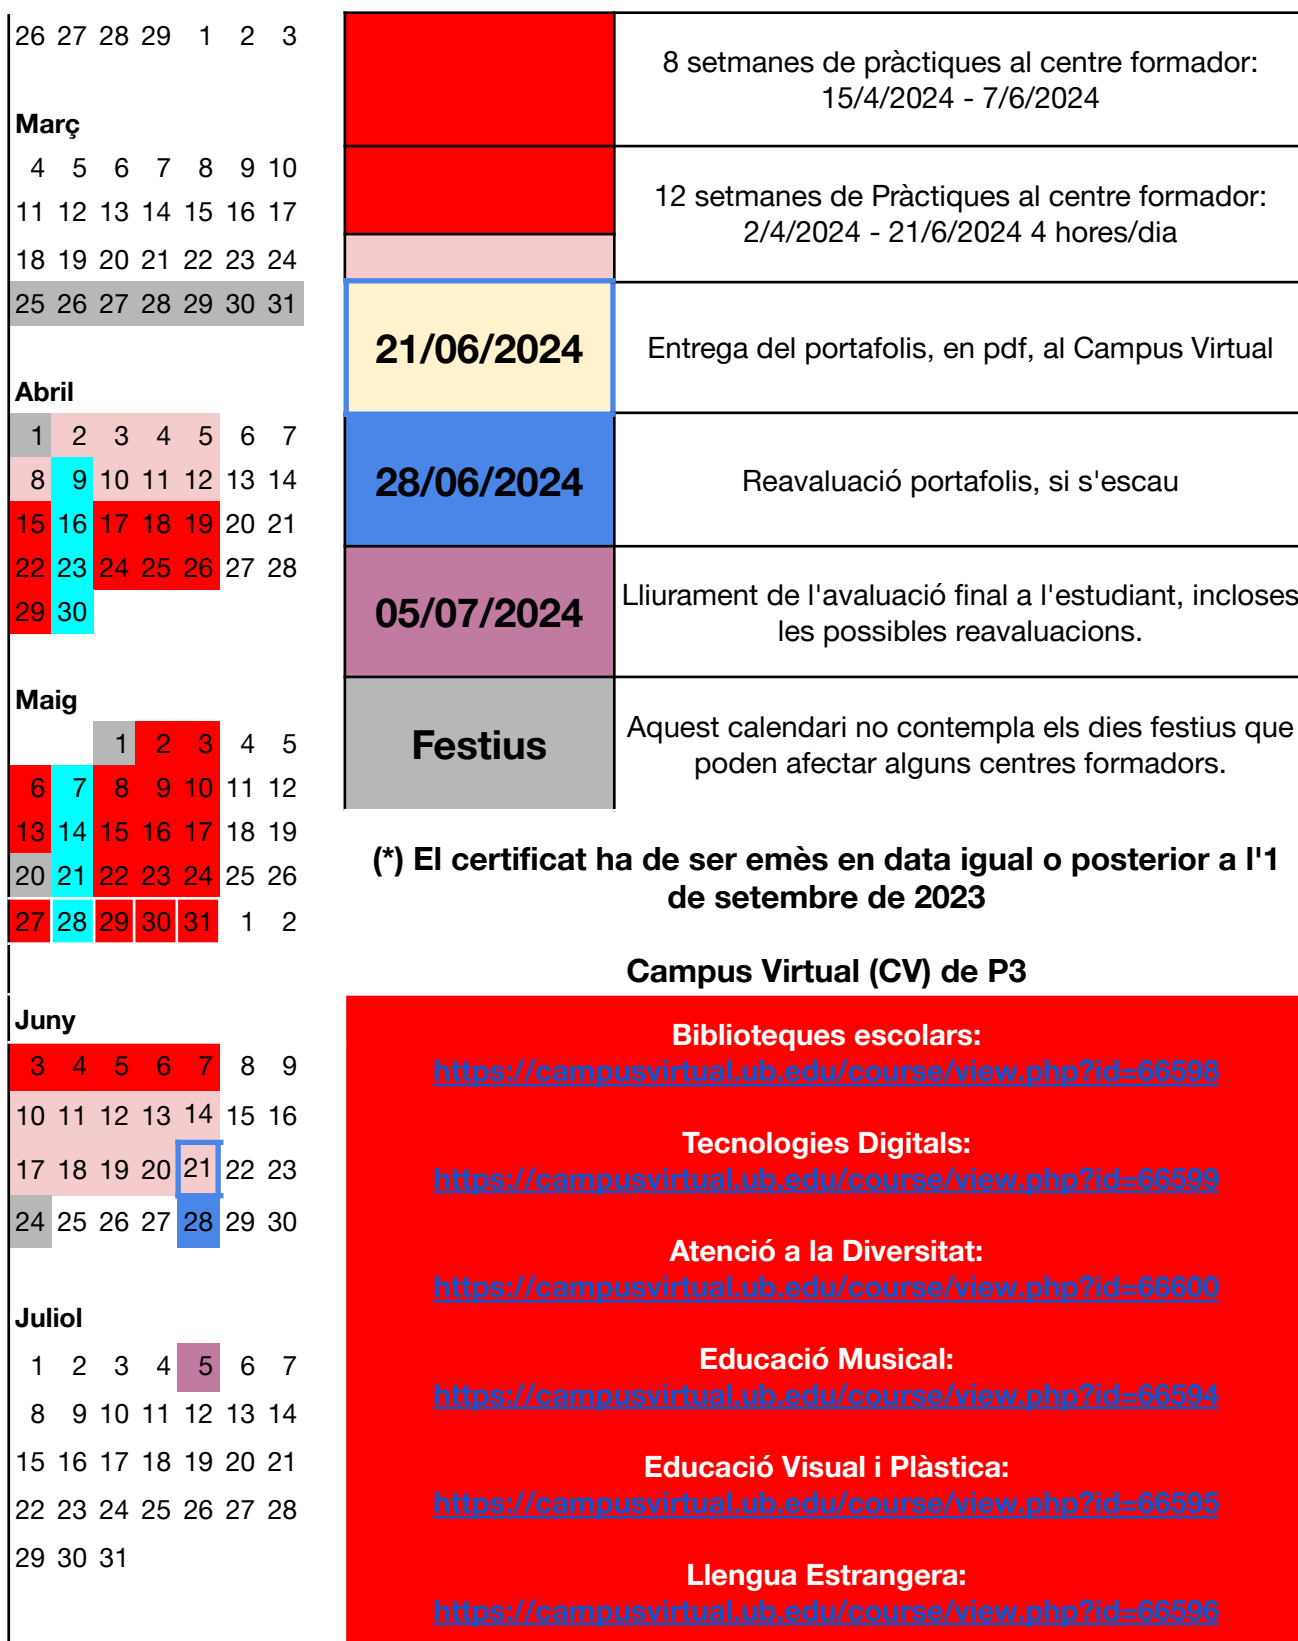 26 27 28 29 1 2 3
Març
4 5 6 7 8 9 10
11 12 13 14 15 16 17
18 19 20 21 22 23 24
25 26 27 28 29 30 31
Abril
1 2 3 4 5 6 7
8 9 10 11 12 13 14
15 16 17 18 19 20 21
22 23 24 25 26 27 28
29 30
Maig
1 2 3 4 5
6 7 8 9 10 11 12
13 14 15 16 17 18 19
20 21 22 23 24 25 26
27 28 29 30 31 1 2
Juny
3 4 5 6 7 8 9
10 11 12 13 14 15 16
17 18 19 20 21 22 23
24 25 26 27 28 29 30
Juliol
1 2 3 4 5 6 7
8 9 10 11 12 13 14
15 16 17 18 19 20 21
22 23 24 25 26 27 28
29 30 31
8 setmanes de pràctiques al centre formador:
15/4/2024 - 7/6/2024
12 setmanes de Pràctiques al centre formador:
2/4/2024 - 21/6/2024 4 hores/dia
21/06/2024
Entrega del portafolis, en pdf, al Campus Virtual
28/06/2024
Reavaluació portafolis, si s'escau
05/07/2024
Lliurament de l'avaluació final a l'estudiant, incloses
les possibles reavaluacions.
Festius
Aquest calendari no contempla els dies festius que
poden afectar alguns centres formadors.
(*) El certificat ha de ser emès en data igual o posterior a l'1
de setembre de 2023
Campus Virtual (CV) de P3
Biblioteques escolars:
https://campusvirtual.ub.edu/course/view.php?id=66598
Tecnologies Digitals:
https://campusvirtual.ub.edu/course/view.php?id=66599
Atenció a la Diversitat:
https://campusvirtual.ub.edu/course/view.php?id=66600
Educació Musical:
https://campusvirtual.ub.edu/course/view.php?id=66594
Educació Visual i Plàstica:
https://campusvirtual.ub.edu/course/view.php?id=66595
Llengua Estrangera:
https://campusvirtual.ub.edu/course/view.php?id=66596